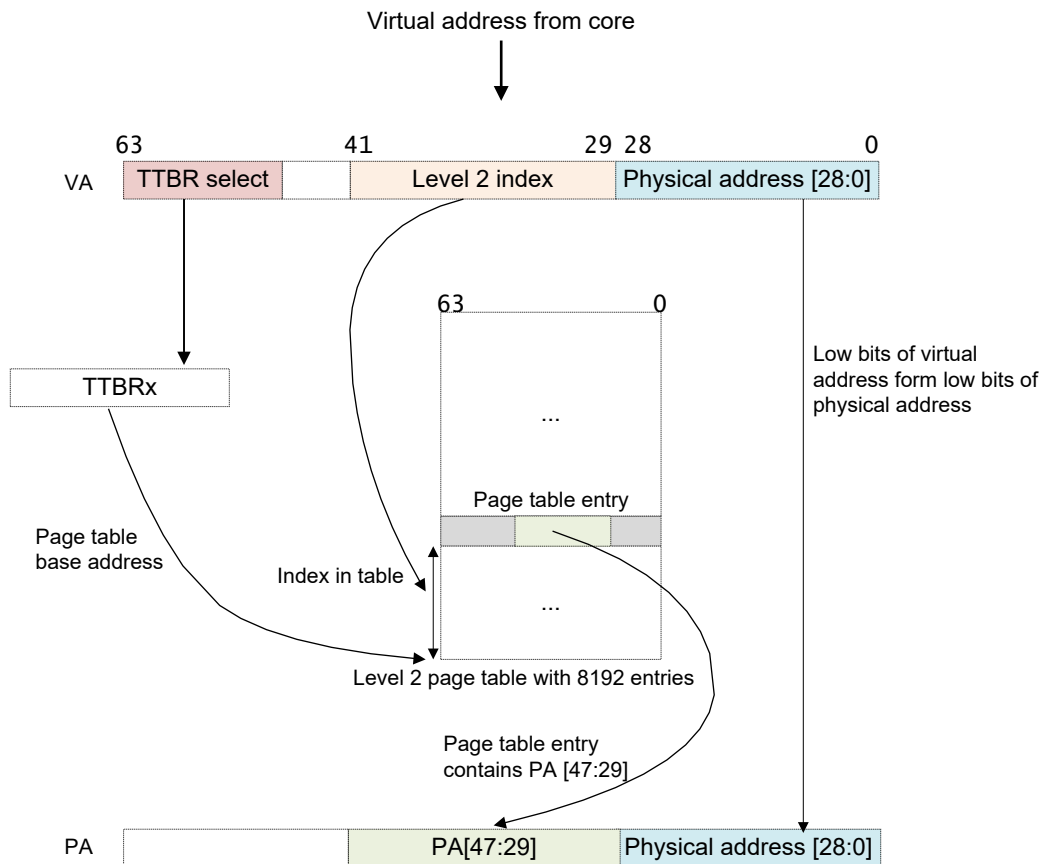 Virtual address from core
63 41 29 28 0
VA TTBR select Level 2 index Physical address [28:0]
63 0
TTBRx
...
Low bits of virtual
address form low bits of
physical address
Page table entry
Page table
base address
Index in table
...
Level 2 page table with 8192 entries
Page table entry
contains PA [47:29]
PA PA[47:29] Physical address [28:0]